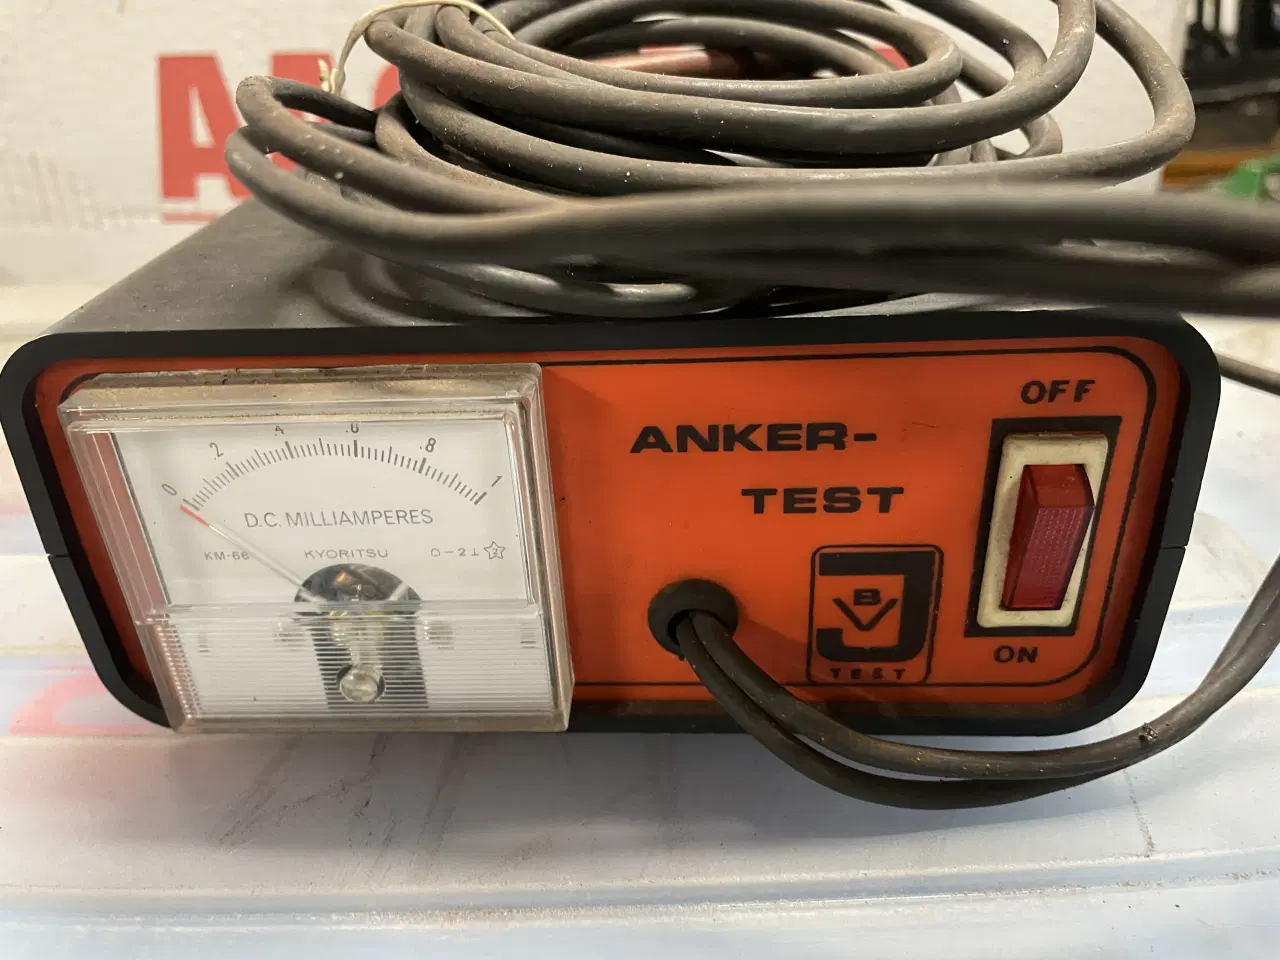 OFF
ANKER-
TEST
0 .2 .4 .6 .8 1
D.C. MILLIAMPERES
KM-66 KYORITSU
B
V
J
TEST
ON